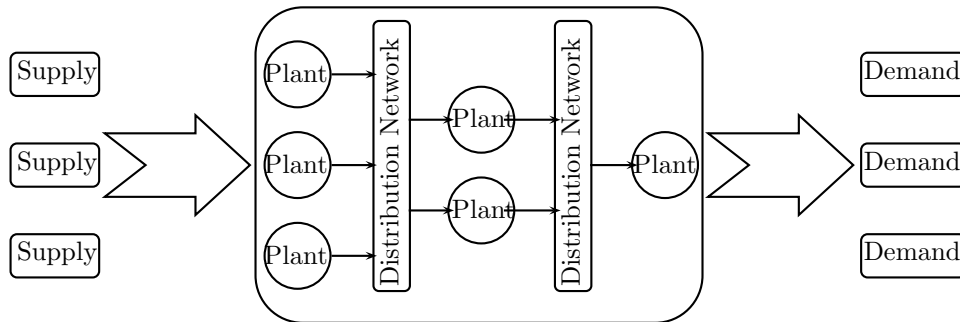 Supply
Supply
Supply
Plant
Plant
Plant
Distribution Network
Plant
Plant
Distribution Network
Plant
Demand
Demand
Demand